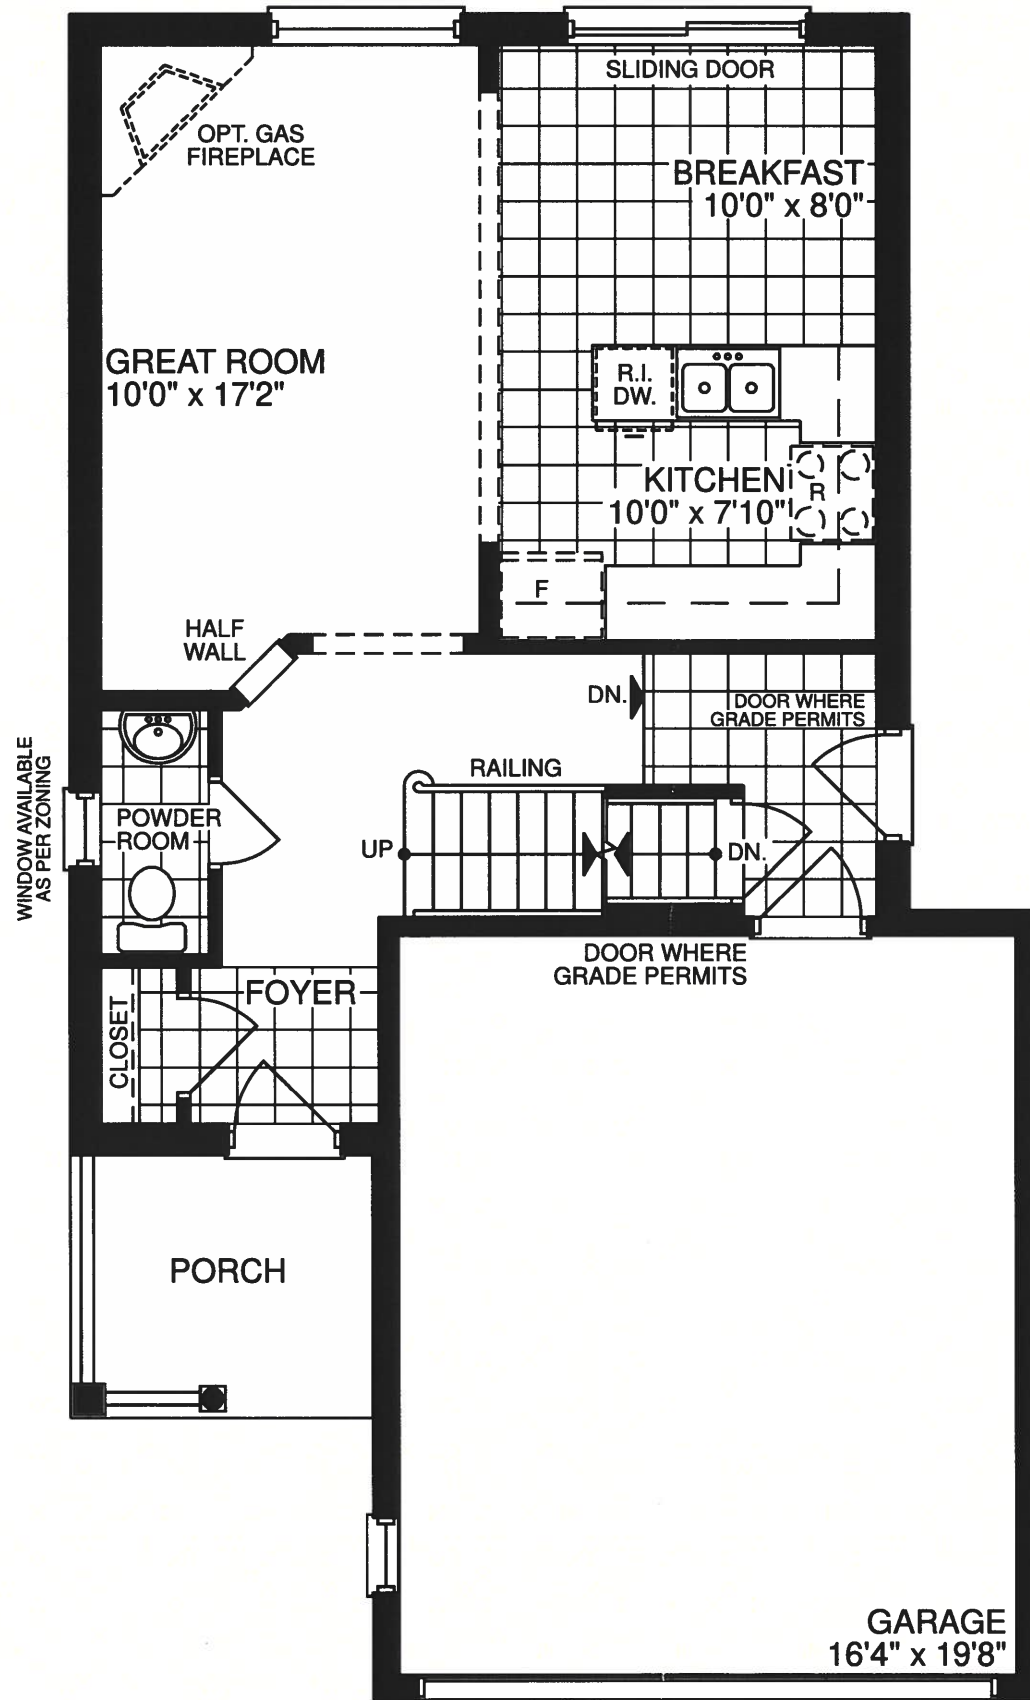 SLIDING DOOR
OPT. GAS
FIREPLACE
BREAKFAST
10'0" x 8'0"
GREAT ROOM
10'0" x 17'2"
R.I.
DW.
KITCHEN
10'0" x 7'10"
R
F
HALF
WALL
DN.
DOOR WHERE
GRADE PERMITS
WINDOW AVAILABLE
AS PER ZONING
RAILING
POWDER
ROOM
UP
DN.
DOOR WHERE
GRADE PERMITS
FOYER
CLOSET
PORCH
GARAGE
16'4" x 19'8"